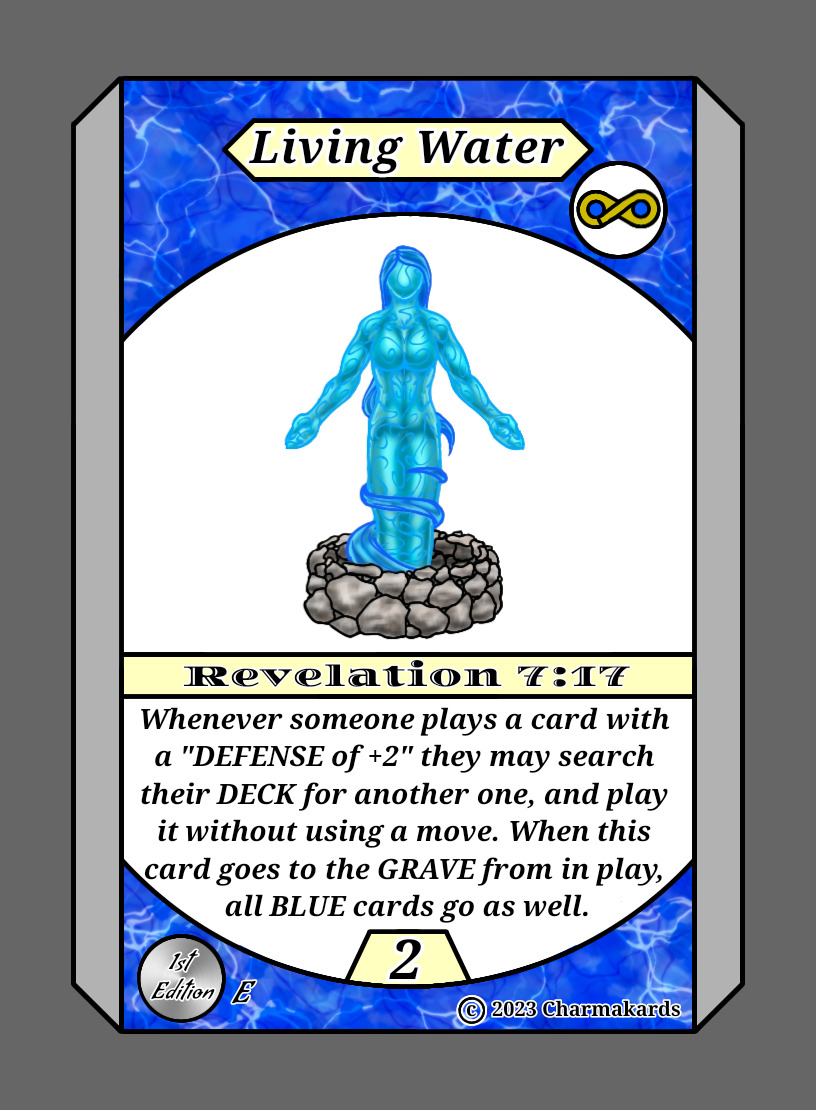 Living Water
Revelation 7:17
Whenever someone plays a card with
a "DEFENSE of +2" they may search
their DECK for another one, and play
it without using a move. When this
card goes to the GRAVE from in play,
all BLUE cards go as well.
2
1st
Edition
E
© 2023 Charmakards